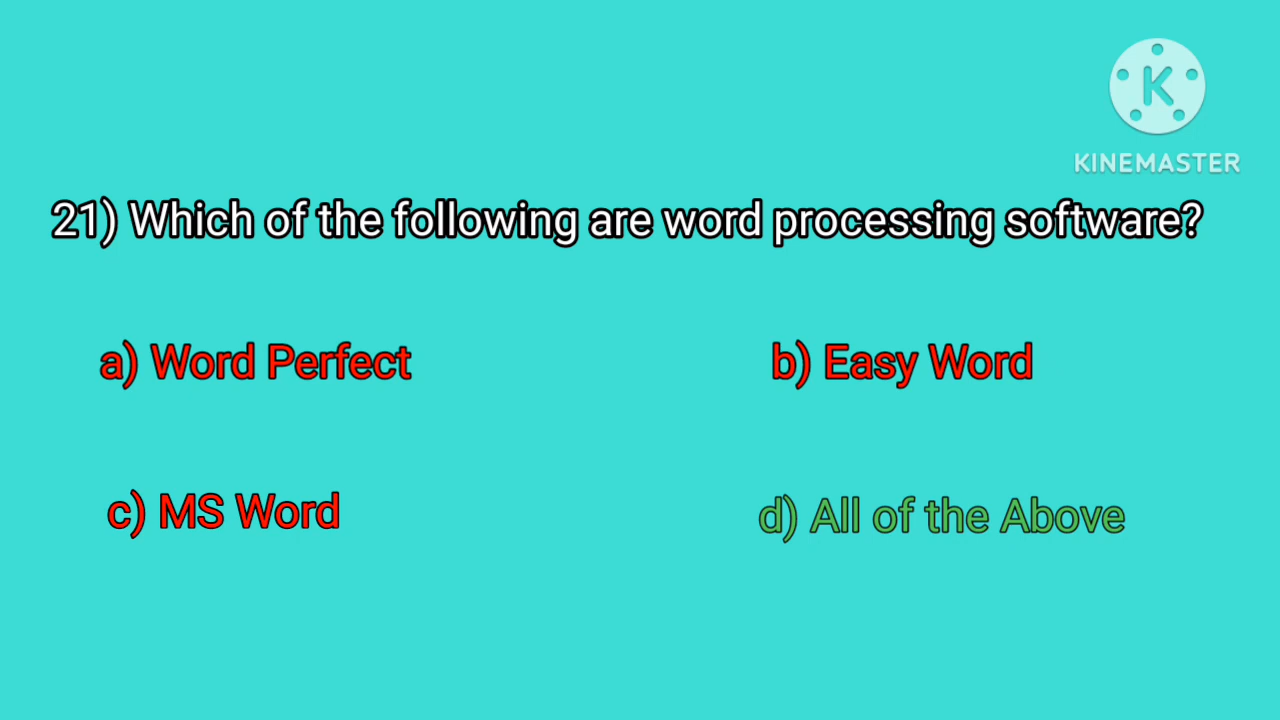 K
KINEMASTER
21) Which of the following are word processing software?
a) Word Perfect
b) Easy Word
c) MS Word
d) All of the Above